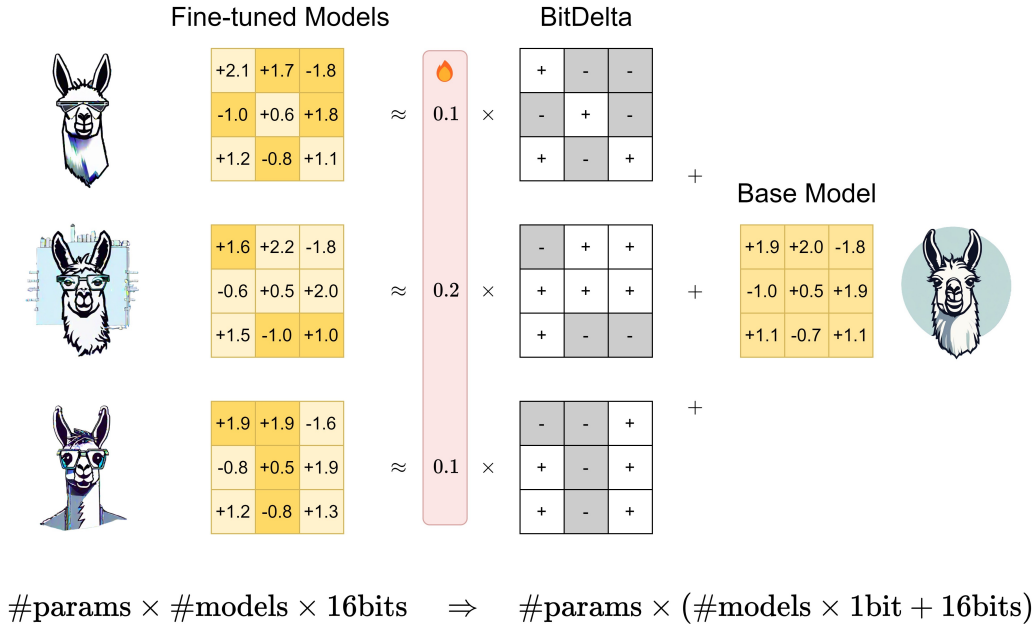 Fine-tuned Models
BitDelta
+2.1 +1.7 -1.8
-1.0 +0.6 +1.8
+1.2 -0.8 +1.1
≈ 0.1 ×
+ - -
- + -
+ - +
+
+1.6 +2.2 -1.8
-0.6 +0.5 +2.0
+1.5 -1.0 +1.0
≈ 0.2 ×
- + +
+ + +
+ - -
+
Base Model
+1.9 +2.0 -1.8
-1.0 +0.5 +1.9
+1.1 -0.7 +1.1
+1.9 +1.9 -1.6
-0.8 +0.5 +1.9
+1.2 -0.8 +1.3
≈ 0.1 ×
- - +
+ - +
+ - +
+
#params × #models × 16bits ⇒ #params × (#models × 1bit + 16bits)